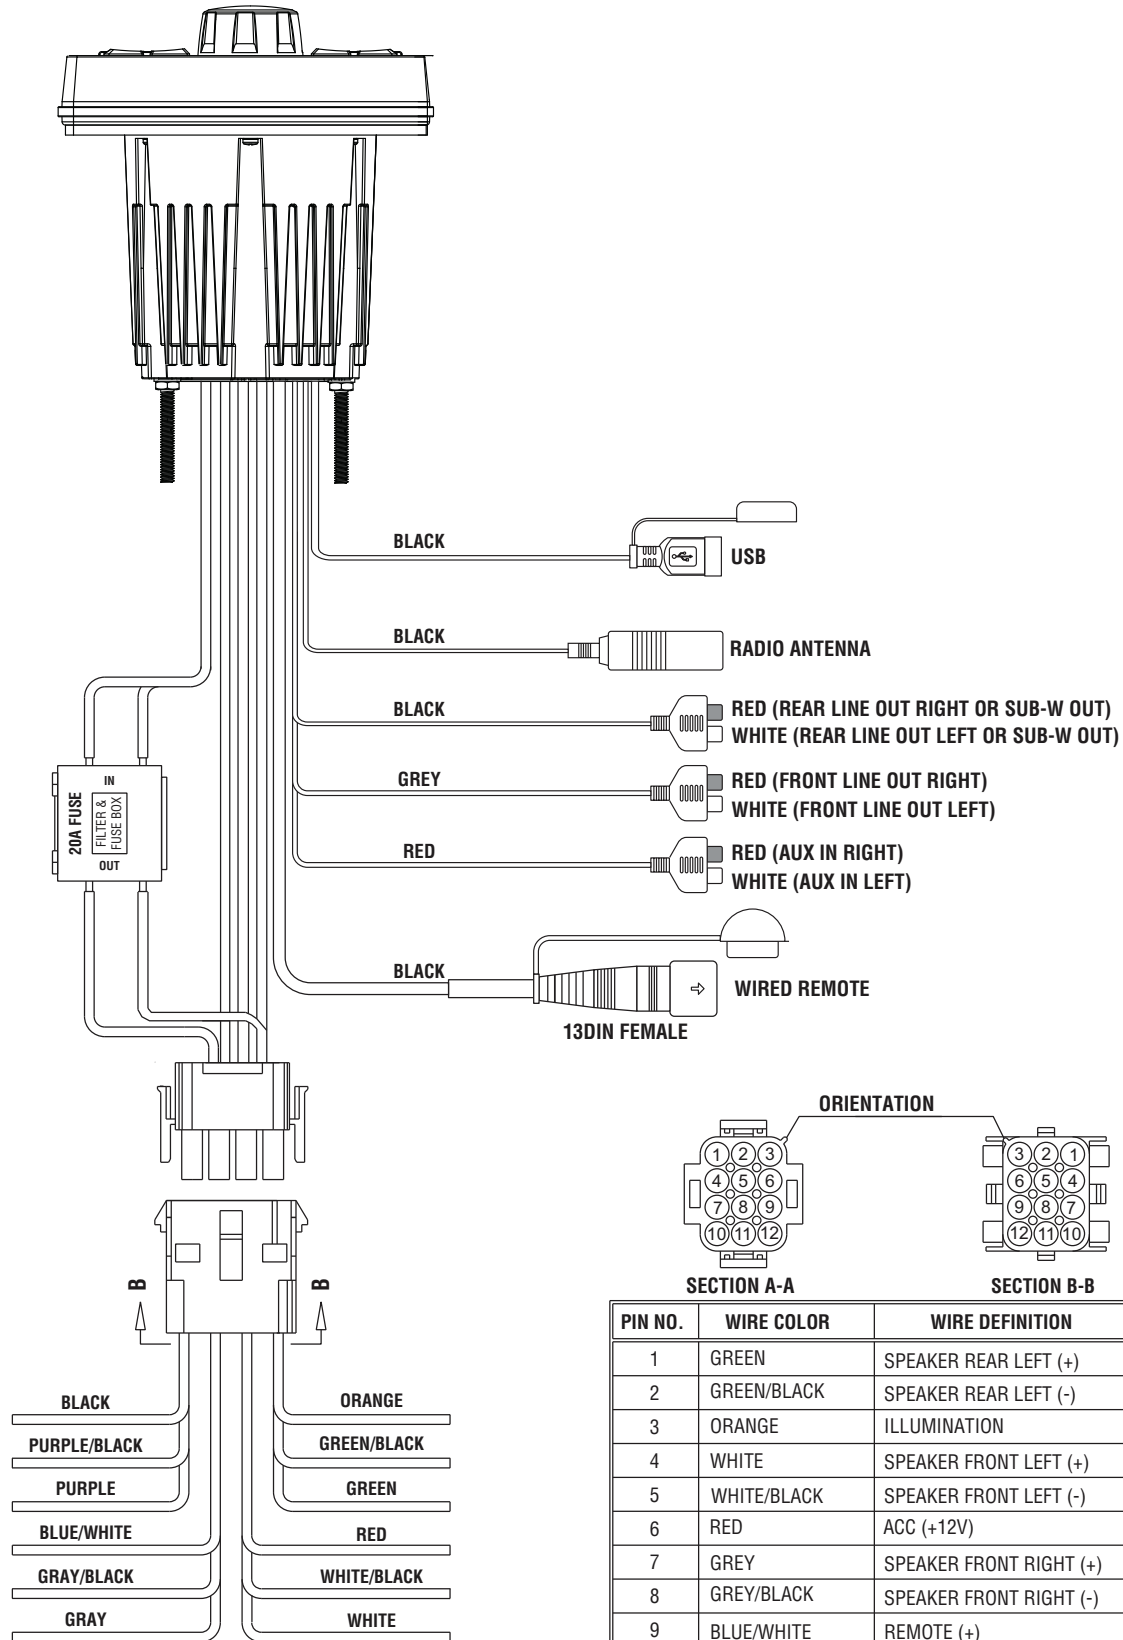 BLACK
USB
BLACK
RADIO ANTENNA
BLACK
RED (REAR LINE OUT RIGHT OR SUB-W OUT)
WHITE (REAR LINE OUT LEFT OR SUB-W OUT)
GREY
RED (FRONT LINE OUT RIGHT)
WHITE (FRONT LINE OUT LEFT)
RED
RED (AUX IN RIGHT)
WHITE (AUX IN LEFT)
20A FUSE
IN
FILTER &
FUSE BOX
OUT
BLACK
WIRED REMOTE
13DIN FEMALE
ORIENTATION
1 2 3
4 5 6
7 8 9
10 11 12
SECTION A-A
3 2 1
6 5 4
9 8 7
12 11 10
SECTION B-B
B B
BLACK
PURPLE/BLACK
PURPLE
BLUE/WHITE
GRAY/BLACK
GRAY
ORANGE
GREEN/BLACK
GREEN
RED
WHITE/BLACK
WHITE
PIN NO. WIRE COLOR WIRE DEFINITION
1 GREEN SPEAKER REAR LEFT (+)
2 GREEN/BLACK SPEAKER REAR LEFT (-)
3 ORANGE ILLUMINATION
4 WHITE SPEAKER FRONT LEFT (+)
5 WHITE/BLACK SPEAKER FRONT LEFT (-)
6 RED ACC (+12V)
7 GREY SPEAKER FRONT RIGHT (+)
8 GREY/BLACK SPEAKER FRONT RIGHT (-)
9 BLUE/WHITE REMOTE (+)